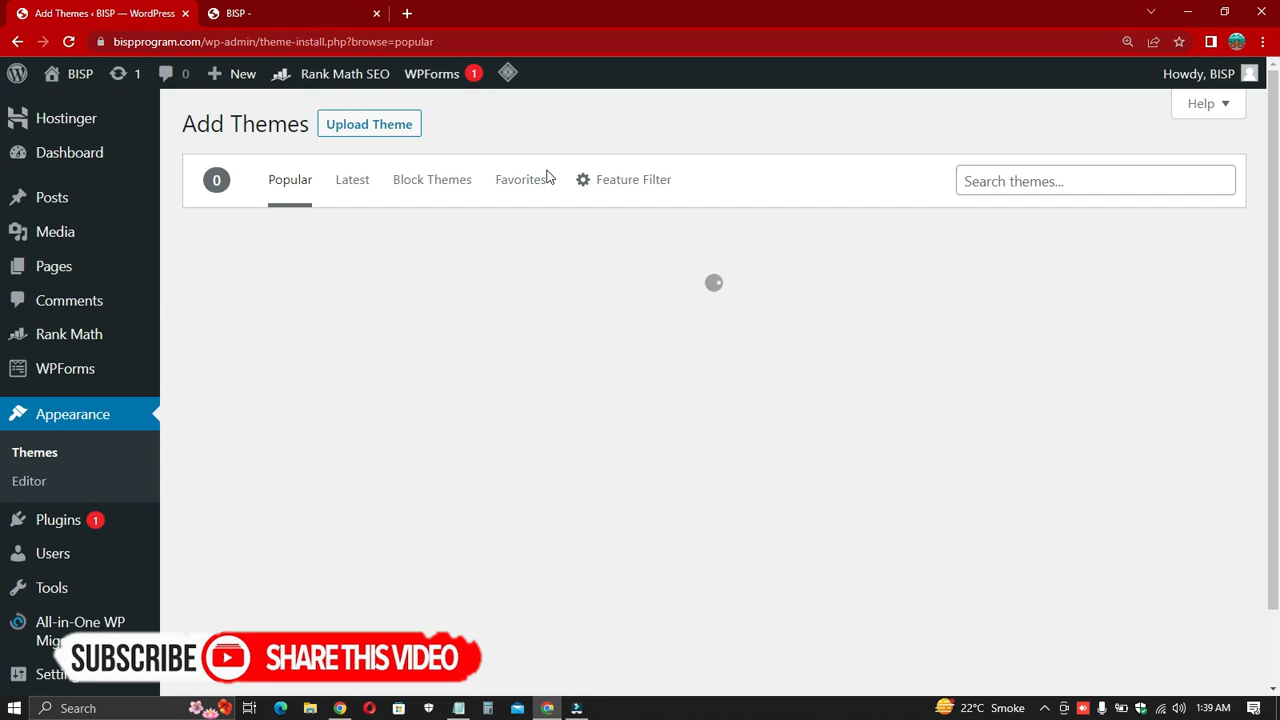 Add Themes ‹ BISP — WordPress
BISP -
bispprogram.com/wp-admin/theme-install.php?browse=popular
BISP
1
0
New
Rank Math SEO
WPForms
1
Howdy, BISP
Hostinger
Dashboard
Posts
Media
Pages
Comments
Rank Math
WPForms
Appearance
Themes
Editor
Plugins
1
Users
Tools
All-in-One WP
Mig
Sett
Add Themes
Upload Theme
Help
0
Popular
Latest
Block Themes
Favorites
Feature Filter
Search themes...
SUBSCRIBE
SHARE THIS VIDEO
Search
22°C Smoke
1:39 AM